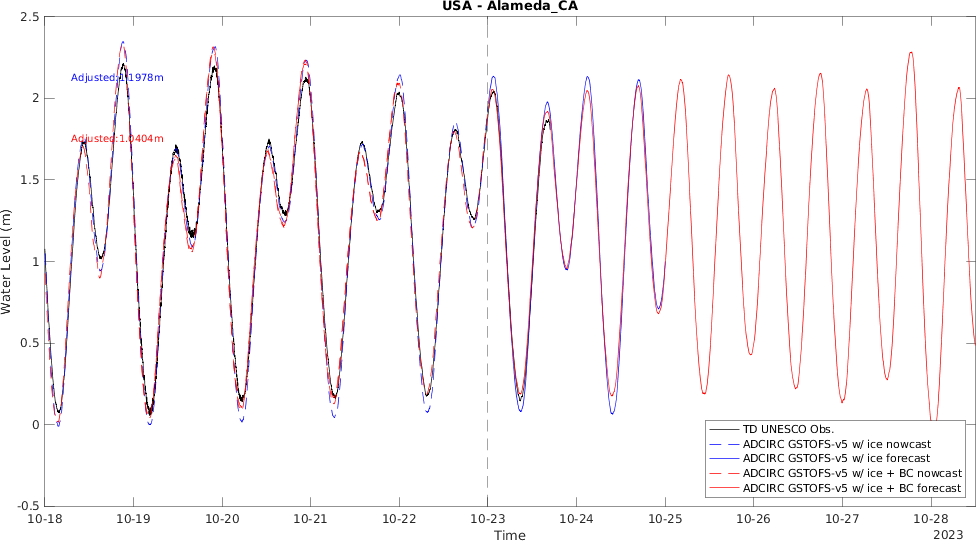 USA - Alameda_CA
2.5
2
1.5
1
0.5
0
-0.5
Water Level (m)
Adjusted:1.1978m
Adjusted:1.0404m
TD UNESCO Obs.
ADCIRC GSTOFS-v5 w/ ice nowcast
ADCIRC GSTOFS-v5 w/ ice forecast
ADCIRC GSTOFS-v5 w/ ice + BC nowcast
ADCIRC GSTOFS-v5 w/ ice + BC forecast
10-18 10-19 10-20 10-21 10-22 10-23 10-24 10-25 10-26 10-27 10-28
Time
2023